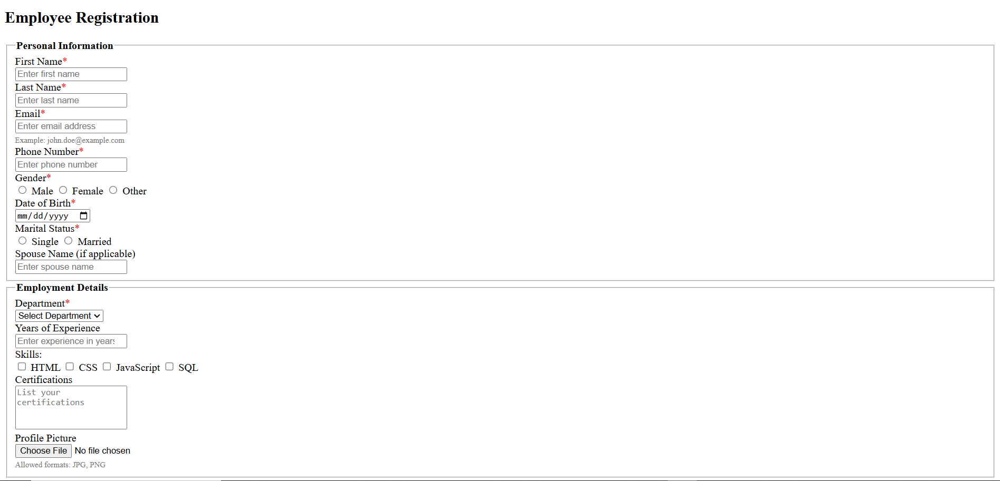 Employee Registration
Personal Information
First Name*
Enter first name
Last Name*
Enter last name
Email*
Enter email address
Example: john.doe@example.com
Phone Number*
Enter phone number
Gender*
Male Female Other
Date of Birth*
mm/dd/yyyy
Marital Status*
Single Married
Spouse Name (if applicable)
Enter spouse name
Employment Details
Department*
Select Department
Years of Experience
Enter experience in years
Skills:
HTML CSS JavaScript SQL
Certifications
List your
certifications
Profile Picture
Choose File No file chosen
Allowed formats: JPG, PNG